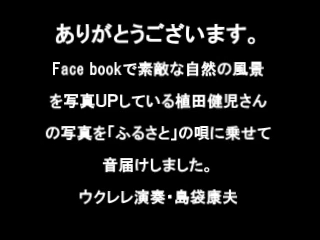 ありがとうございます。
Face bookで素敵な自然の風景
を写真UPしている植田健児さん
の写真を「ふるさと」の唄に乗せて
音届けしました。
ウクレレ演奏・島袋康夫